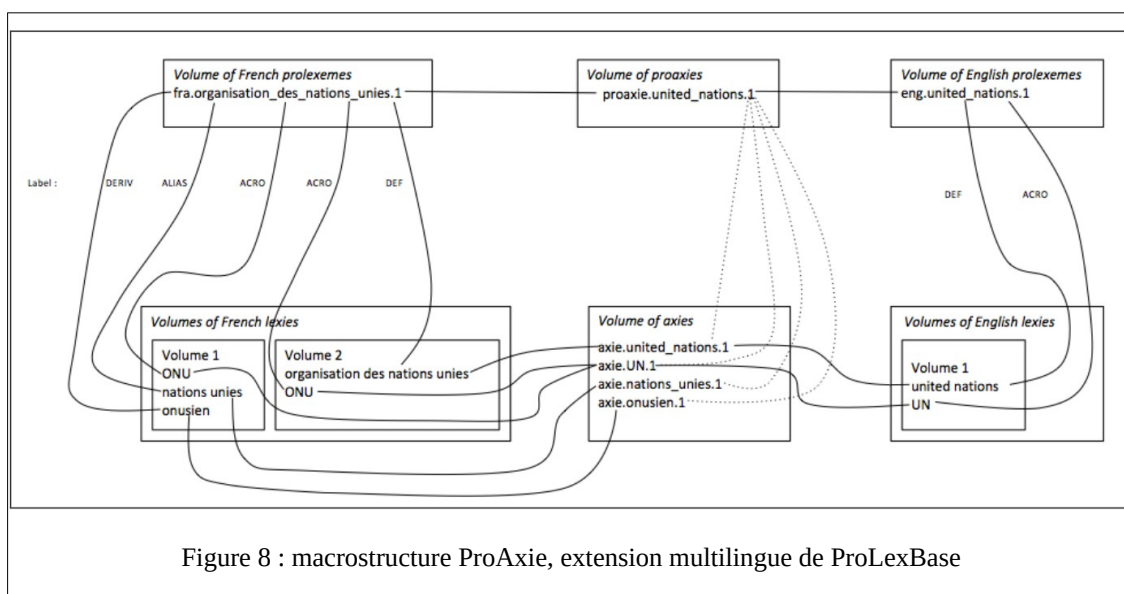 Volume of French prolexemes
fra.organisation_des_nations_unies.1
Volume of proaxies
proaxie.united_nations.1
Volume of English prolexemes
eng.united_nations.1
Label :
DERIV
ALIAS
ACRO
ACRO
DEF
DEF
ACRO
Volumes of French lexies
Volume 1
ONU
nations unies
onusien
Volume 2
organisation des nations unies
ONU
Volume of axies
axie.united_nations.1
axie.UN.1
axie.nations_unies.1
axie.onusien.1
Volumes of English lexies
Volume 1
united nations
UN
Figure 8 : macrostructure ProAxie, extension multilingue de ProLexBase